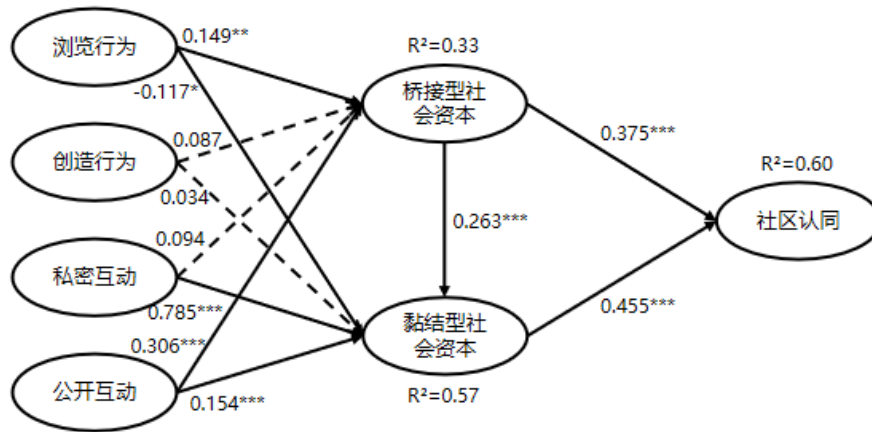 浏览行为
0.149**
R²=0.33
-0.117*
桥接型社
会资本
0.087
创造行为
0.375***
R²=0.60
0.034
社区认同
0.263***
0.094
私密互动
0.785***
黏结型社
会资本
0.455***
0.306***
公开互动
0.154***
R²=0.57